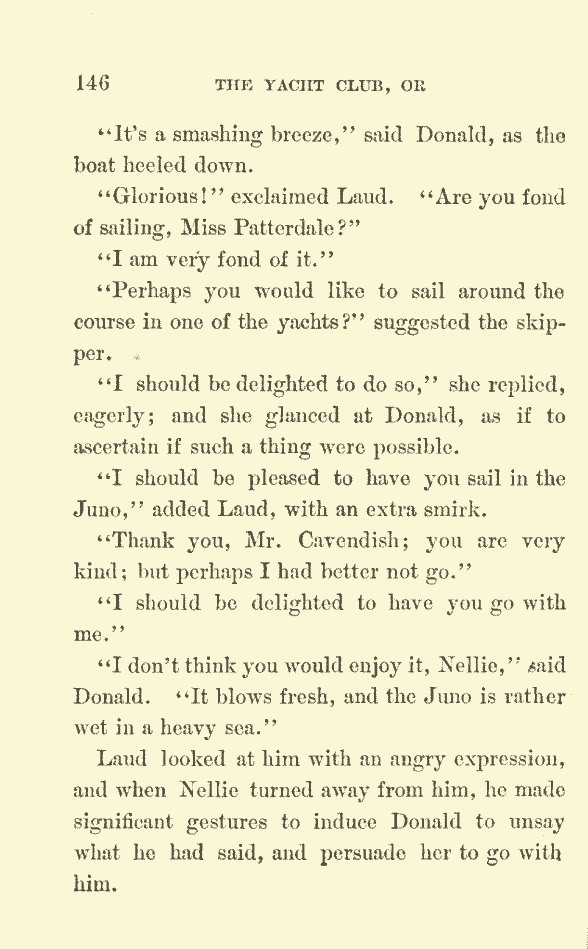 146 THE YACHT CLUB, OR
"It's a smashing breeze," said Donald, as the
boat heeled down.
"Glorious!" exclaimed Laud. "Are you fond
of sailing, Miss Patterdale?"
"I am very fond of it."
"Perhaps you would like to sail around the
course in one of the yachts?" suggested the skip-
per.
"I should be delighted to do so," she replied,
eagerly; and she glanced at Donald, as if to
ascertain if such a thing were possible.
"I should be pleased to have you sail in the
Juno," added Laud, with an extra smirk.
"Thank you, Mr. Cavendish; you are very
kind; but perhaps I had better not go."
"I should be delighted to have you go with
me."
"I don't think you would enjoy it, Nellie," said
Donald. "It blows fresh, and the Juno is rather
wet in a heavy sea."
Laud looked at him with an angry expression,
and when Nellie turned away from him, he made
significant gestures to induce Donald to unsay
what he had said, and persuade her to go with
him.